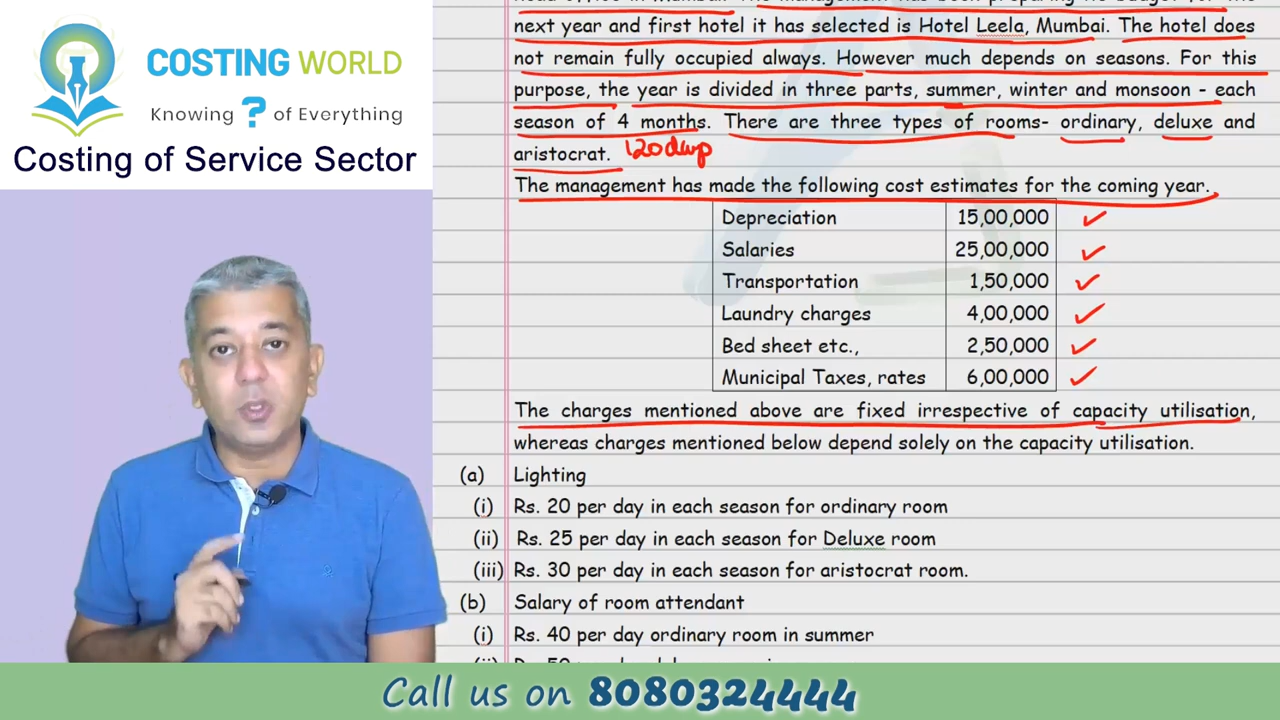 COSTING WORLD
Knowing ? of Everything
Costing of Service Sector
next year and first hotel it has selected is Hotel Leela, Mumbai. The hotel does
not remain fully occupied always. However much depends on seasons. For this
purpose, the year is divided in three parts, summer, winter and monsoon - each
season of 4 months. There are three types of rooms- ordinary, deluxe and
aristocrat. 120 days
The management has made the following cost estimates for the coming year.
Depreciation 15,00,000
Salaries 25,00,000
Transportation 1,50,000
Laundry charges 4,00,000
Bed sheet etc., 2,50,000
Municipal Taxes, rates 6,00,000
The charges mentioned above are fixed irrespective of capacity utilisation,
whereas charges mentioned below depend solely on the capacity utilisation.
(a) Lighting
(i) Rs. 20 per day in each season for ordinary room
(ii) Rs. 25 per day in each season for Deluxe room
(iii) Rs. 30 per day in each season for aristocrat room.
(b) Salary of room attendant
(i) Rs. 40 per day ordinary room in summer
Call us on 8080324444